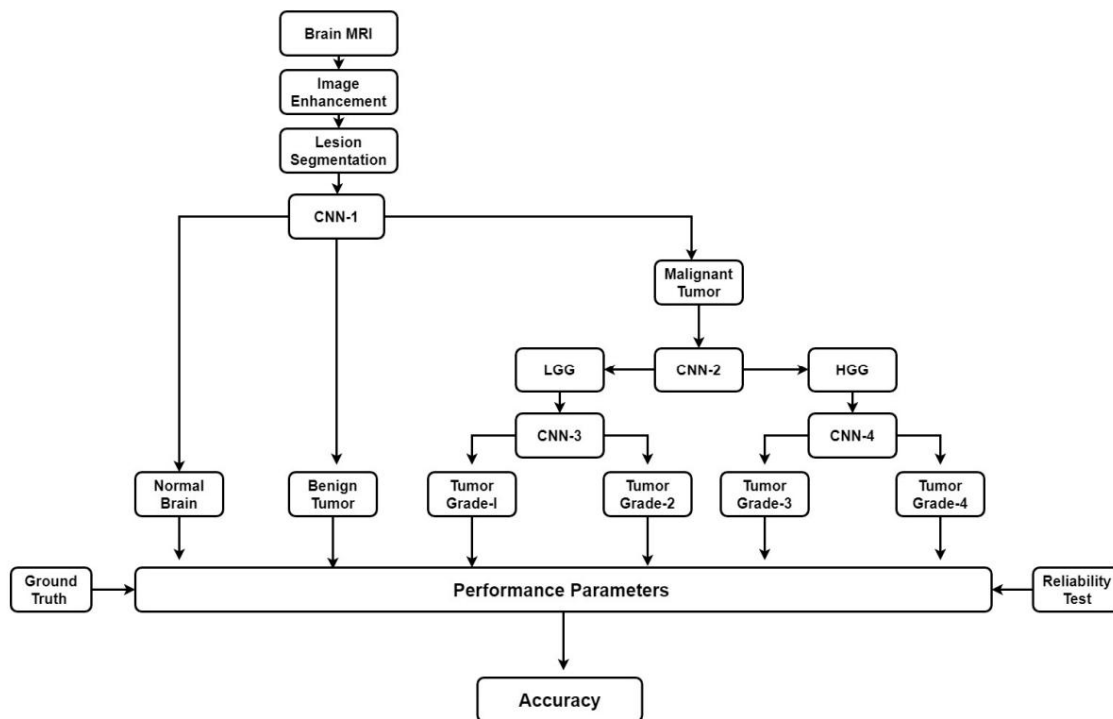 Brain MRI
Image
Enhancement
Lesion
Segmentation
CNN-1
Malignant
Tumor
LGG
CNN-2
HGG
CNN-3
CNN-4
Normal
Brain
Benign
Tumor
Tumor
Grade-I
Tumor
Grade-2
Tumor
Grade-3
Tumor
Grade-4
Ground
Truth
Performance Parameters
Reliability
Test
Accuracy